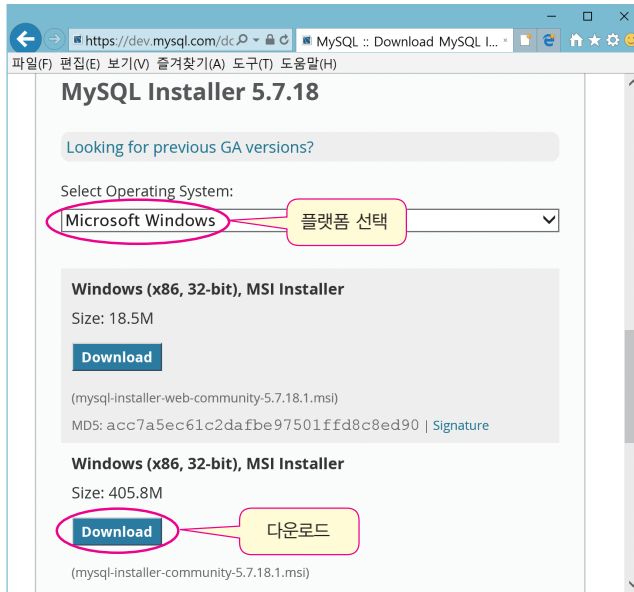 https://dev.mysql.com/dc
MySQL :: Download MySQL I...
파일(F) 편집(E) 보기(V) 즐겨찾기(A) 도구(T) 도움말(H)
MySQL Installer 5.7.18
Looking for previous GA versions?
Select Operating System:
Microsoft Windows
플랫폼 선택
Windows (x86, 32-bit), MSI Installer
Size: 18.5M
Download
(mysql-installer-web-community-5.7.18.1.msi)
MD5: acc7a5ec61c2dafbe97501ffd8c8ed90 | Signature
Windows (x86, 32-bit), MSI Installer
Size: 405.8M
Download
다운로드
(mysql-installer-community-5.7.18.1.msi)